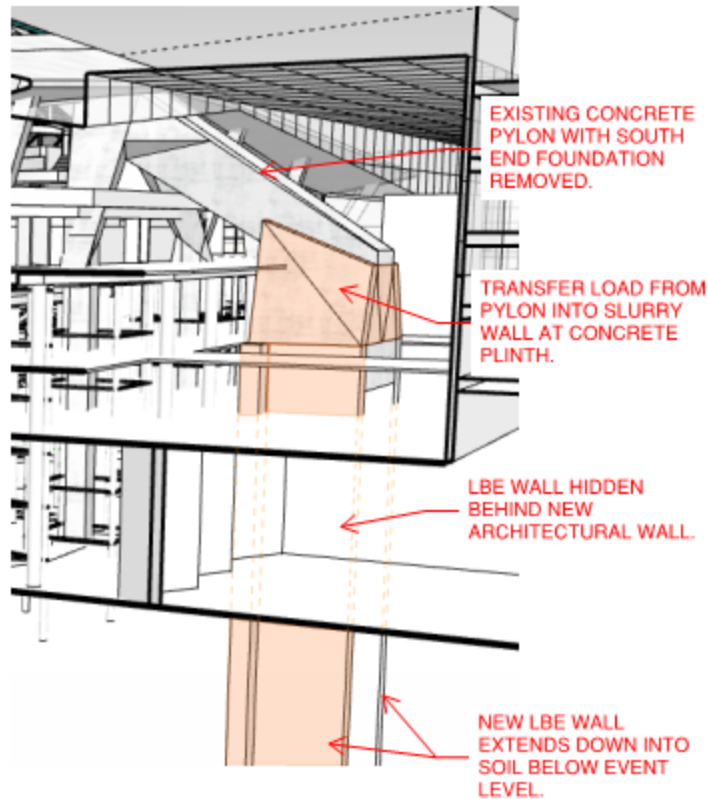 EXISTING CONCRETE
PYLON WITH SOUTH
END FOUNDATION
REMOVED.
TRANSFER LOAD FROM
PYLON INTO SLURRY
WALL AT CONCRETE
PLINTH.
LBE WALL HIDDEN
BEHIND NEW
ARCHITECTURAL WALL.
NEW LBE WALL
EXTENDS DOWN INTO
SOIL BELOW EVENT
LEVEL.